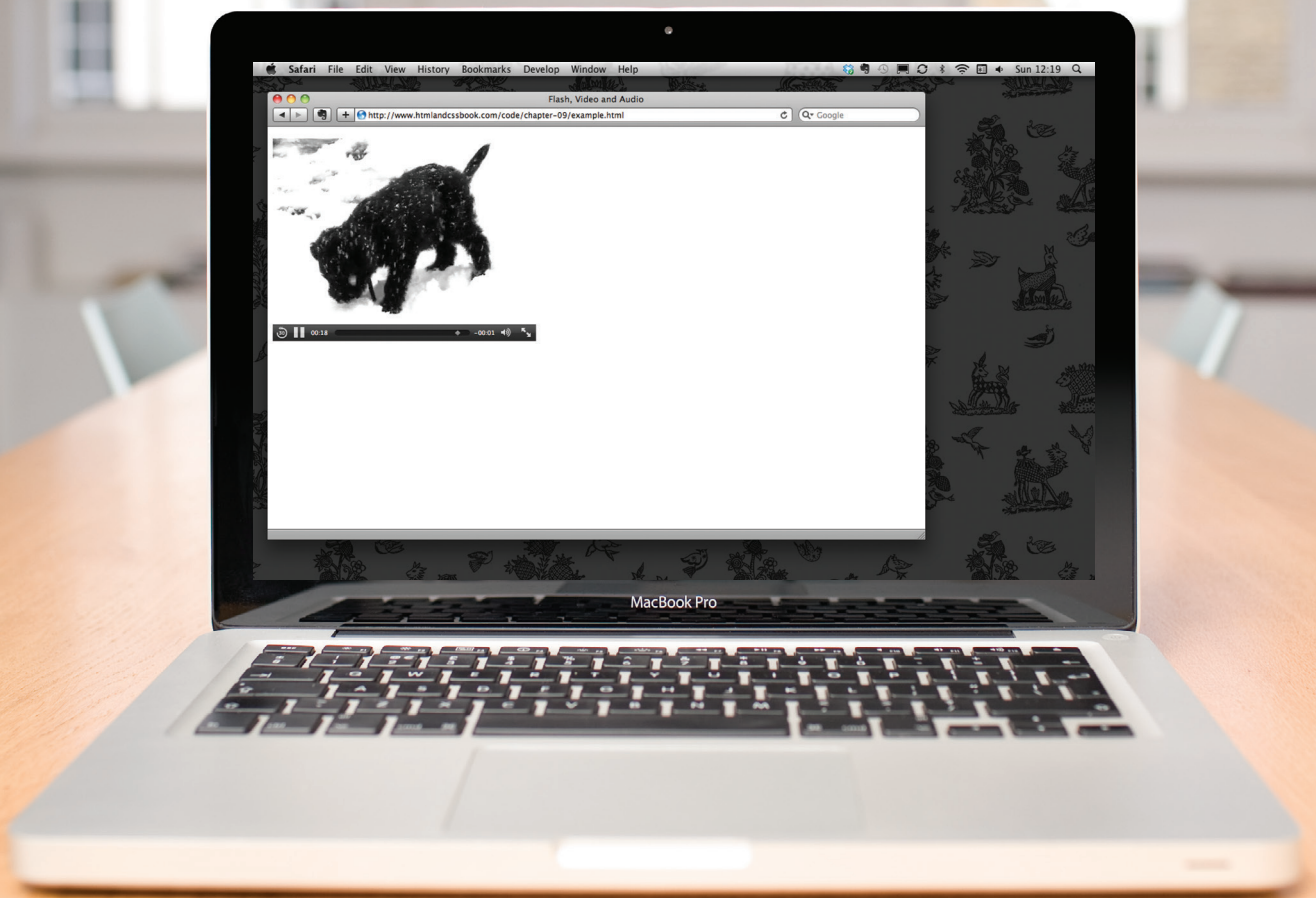 Safari File Edit View History Bookmarks Develop Window Help Sun 12:19
Flash, Video and Audio
http://www.htmlandcssbook.com/code/chapter-09/example.html Google
30 00:18 -00:01
MacBook Pro
Q W E R T Y U I O P
A S D F G H J K L
Z X C V B N M